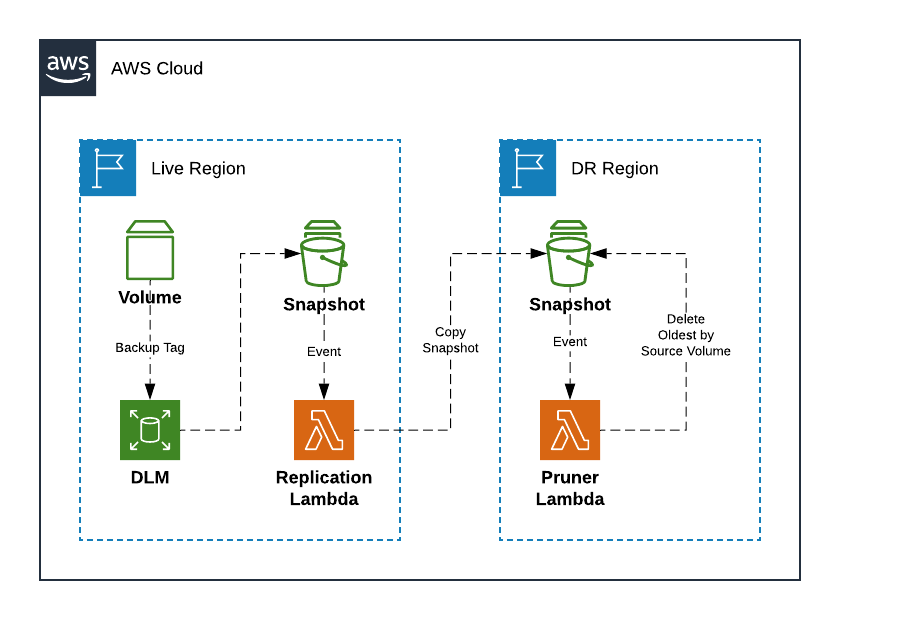 aws
AWS Cloud
Live Region
DR Region
Volume
Snapshot
Snapshot
Backup Tag
Event
Copy
Snapshot
Event
Delete
Oldest by
Source Volume
DLM
Replication
Lambda
Pruner
Lambda